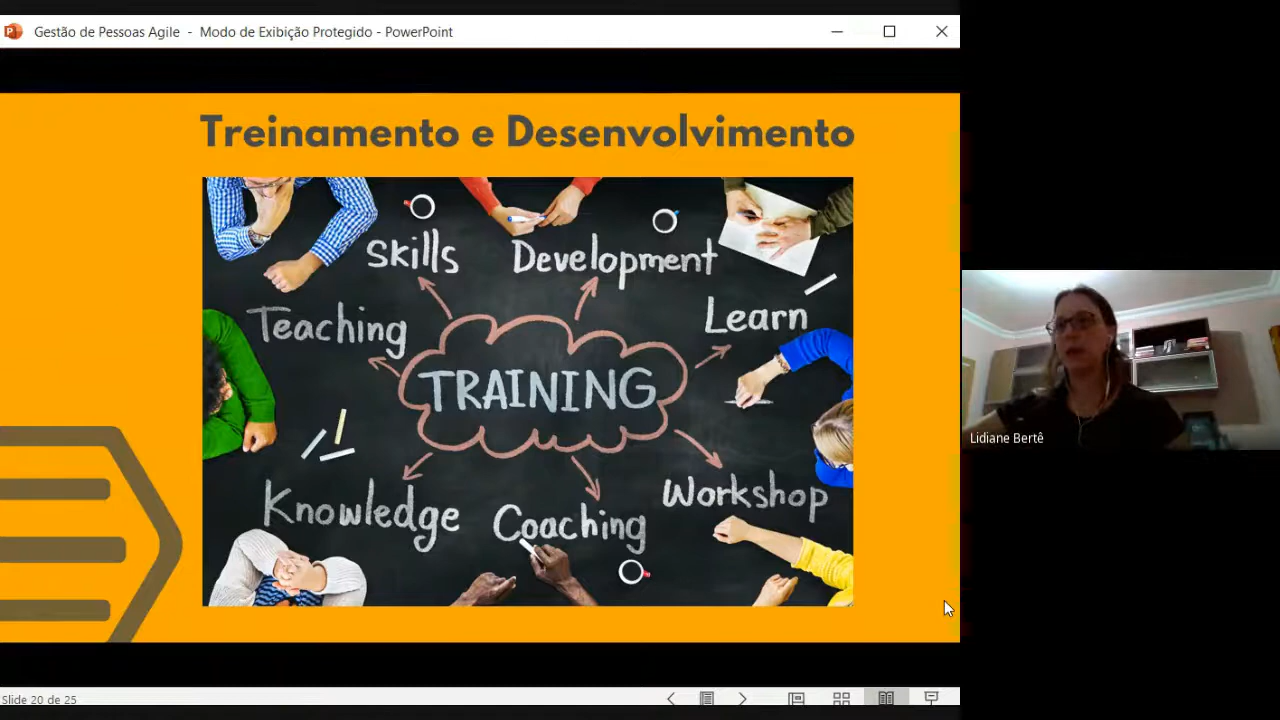 Gestão de Pessoas Agile - Modo de Exibição Protegido - PowerPoint
Treinamento e Desenvolvimento
Skills
Development
Teaching
Learn
TRAINING
Knowledge
Coaching
Workshop
Lidiane Bertê
Slide 20 de 25